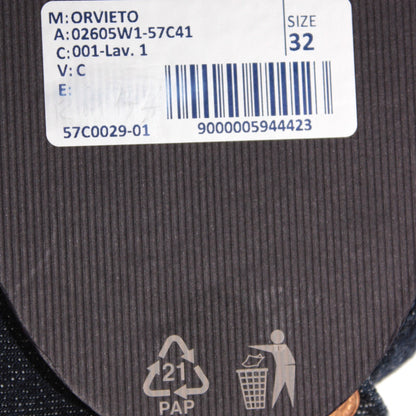 M: ORVIETO
A: 02605W1-57C41
C: 001-Lav. 1
V: C
E:
SIZE
32
57C0029-01
9000005944423
21
PAP